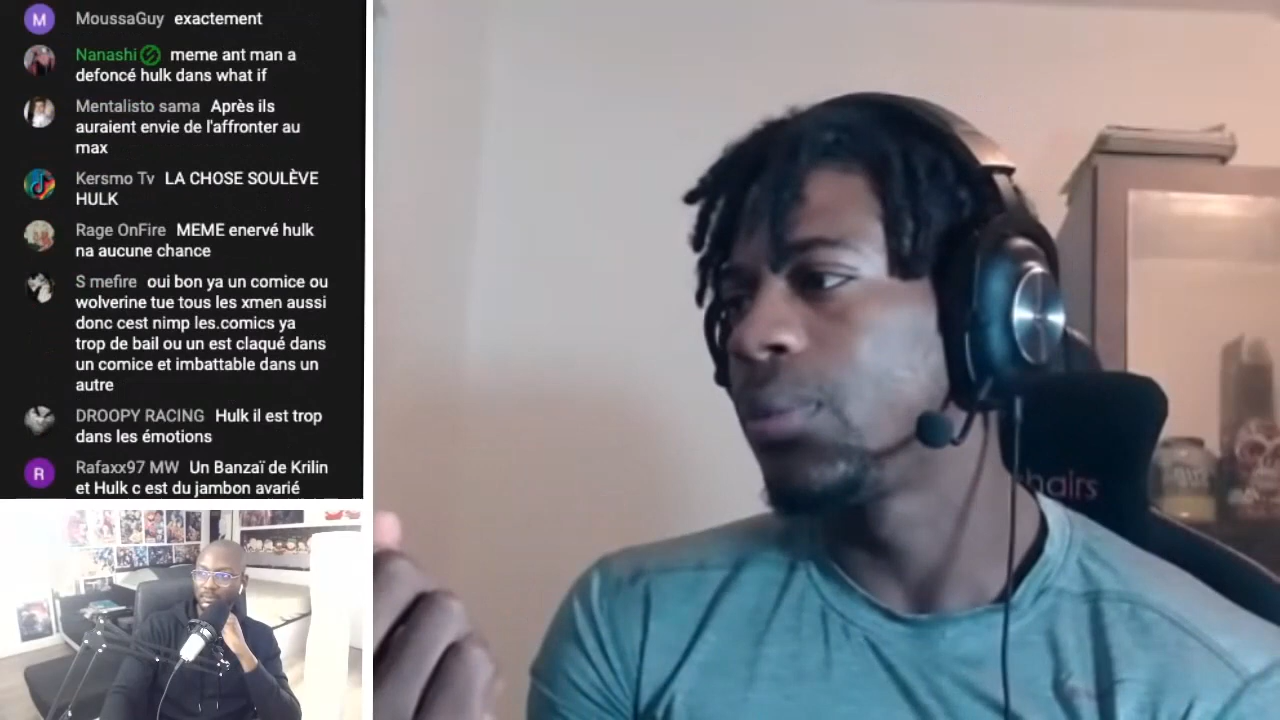 M MoussaGuy exactement
Nanashi meme ant man a
defoncé hulk dans what if
Mentalisto sama Après ils
auraient envie de l'affronter au
max
Kersmo Tv LA CHOSE SOULÈVE
HULK
Rage OnFire MEME enervé hulk
na aucune chance
S mefire oui bon ya un comice ou
wolverine tue tous les xmen aussi
donc cest nimp les.comics ya
trop de bail ou un est claqué dans
un comice et imbattable dans un
autre
DROOPY RACING Hulk il est trop
dans les émotions
R Rafaxx97 MW Un Banzaï de Krilin
et Hulk c est du jambon avarié
hairs